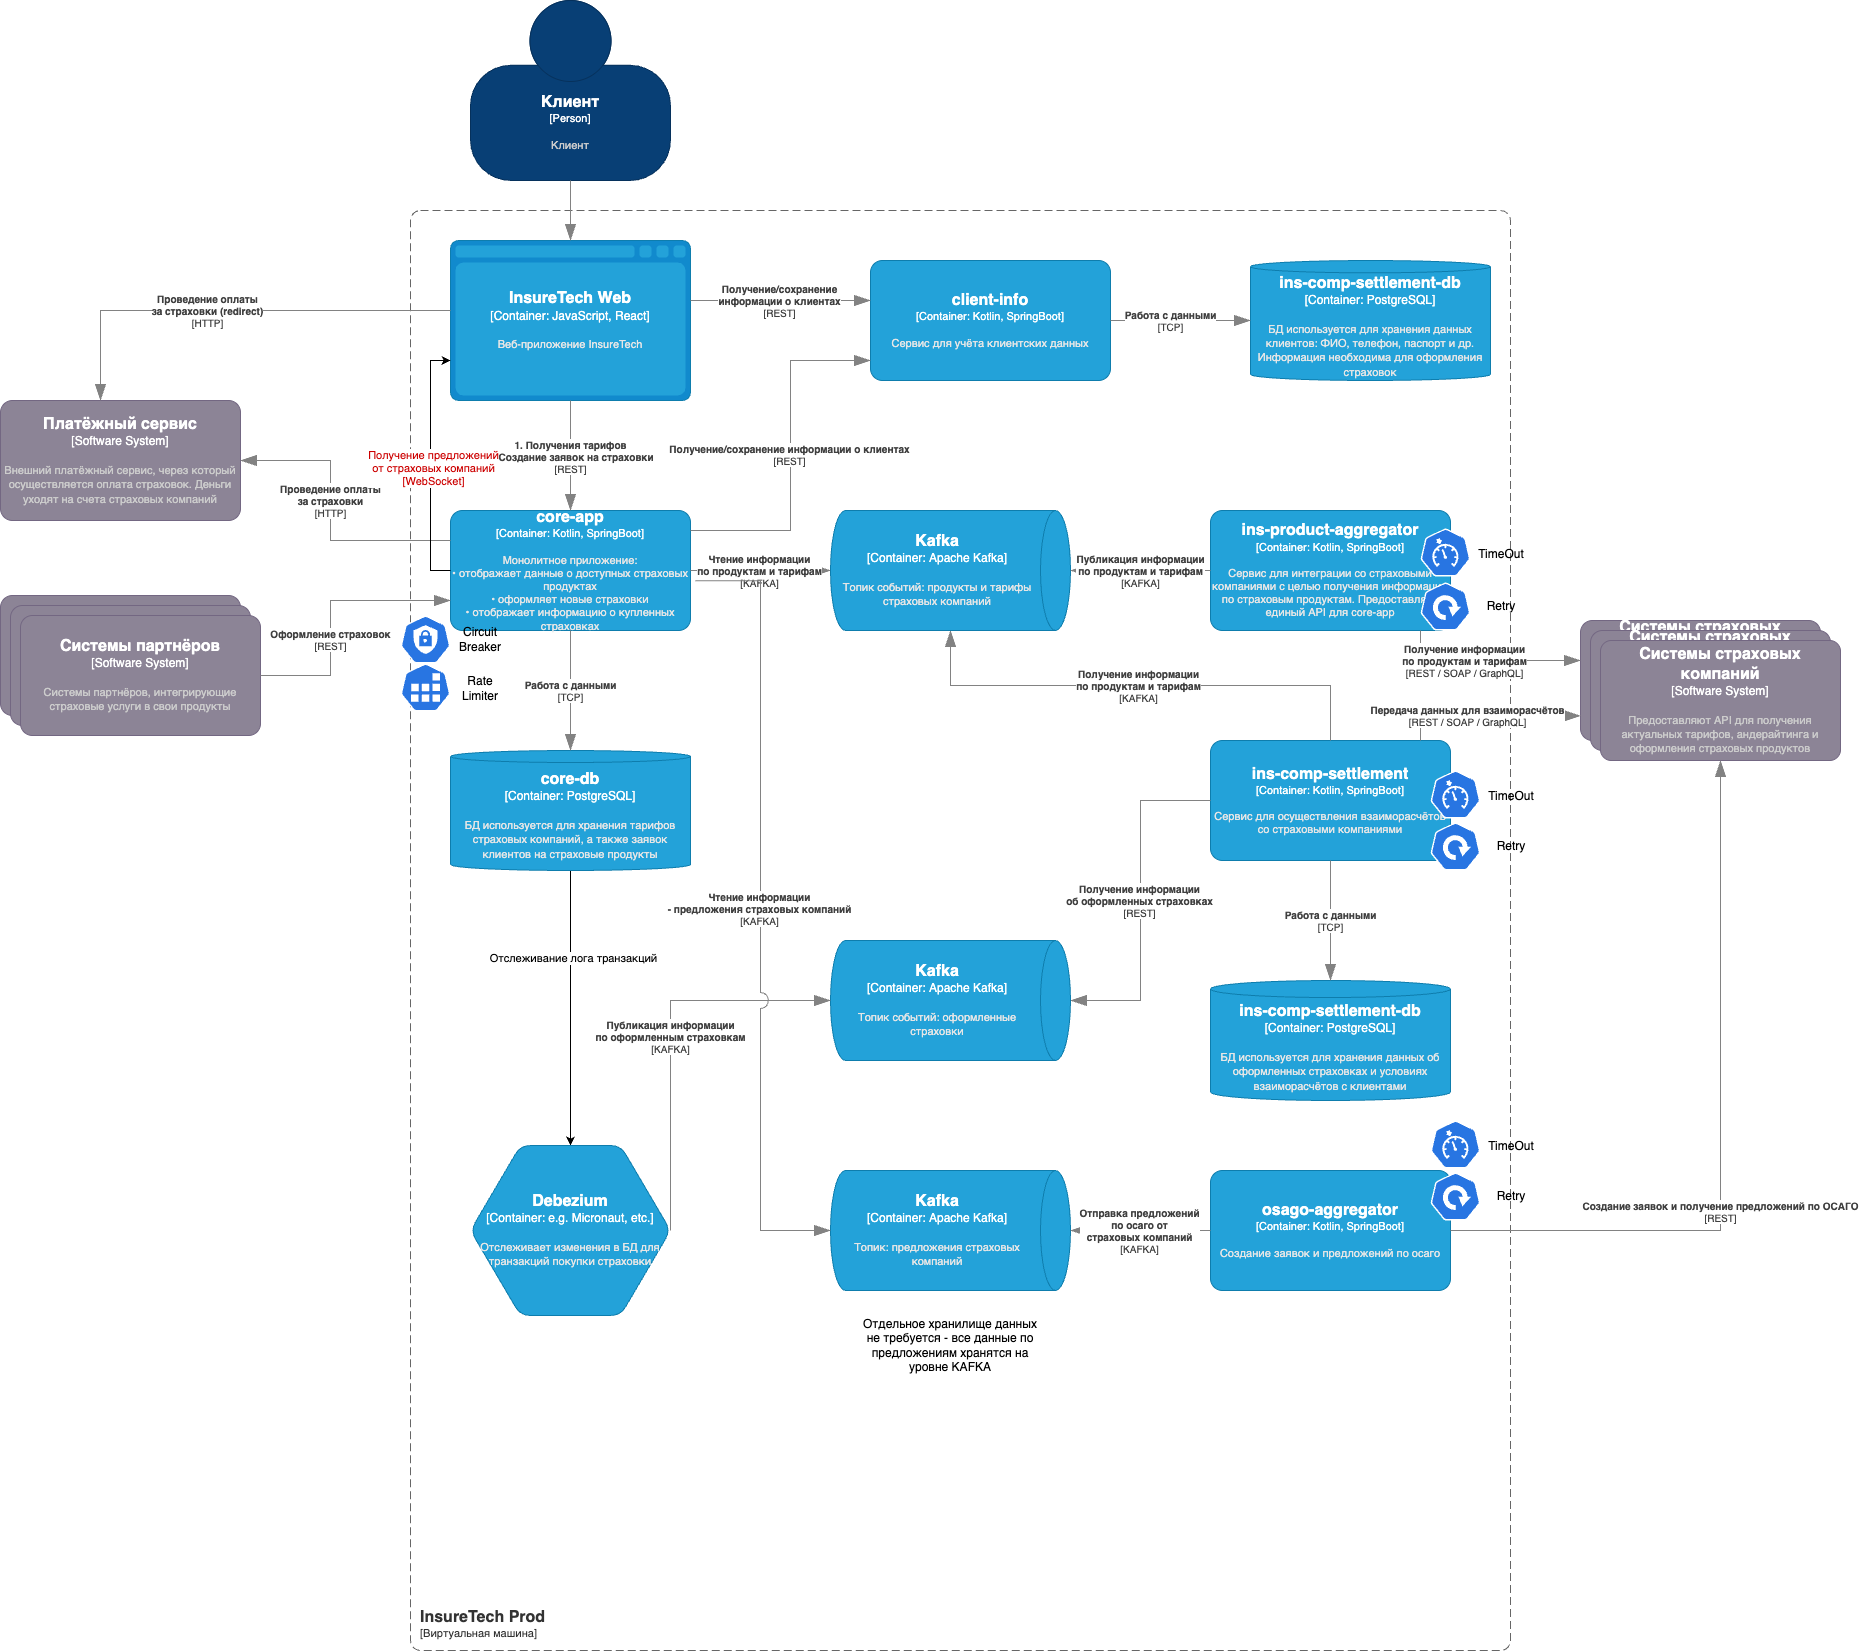 Клиент
[Person]
Клиент
InsureTech Web
[Container: JavaScript, React]
Веб-приложение InsureTech
Получение/сохранение
информации о клиентах
[REST]
client-info
[Container: Kotlin, SpringBoot]
Сервис для учёта клиентских данных
Работа с данными
[TCP]
ins-comp-settlement-db
[Container: PostgreSQL]
БД используется для хранения данных
клиентов: ФИО, телефон, паспорт и др.
Информация необходима для оформления
страховок
Проведение оплаты
за страховки (redirect)
[HTTP]
Платёжный сервис
[Software System]
Внешний платёжный сервис, через который
осуществляется оплата страховок. Деньги
уходят на счета страховых компаний
Получение предложений
от страховых компаний
[WebSocket]
1. Получения тарифов
Создание заявок на страховки
[REST]
Получение/сохранение информации о клиентах
[REST]
Проведение оплаты
за страховки
[HTTP]
core-app
[Container: Kotlin, SpringBoot]
Монолитное приложение:
• отображает данные о доступных страховых
продуктах
• оформляет новые страховки
• отображает информацию о купленных
страховках
Чтение информации
по продуктам и тарифам
[КАFКА]
Kafka
[Container: Apache Kafka]
Топик событий: продукты и тарифы
страховых компаний
Публикация информации
по продуктам и тарифам
[KAFKA]
ins-product-aggregator
[Container: Kotlin, SpringBoot]
Сервис для интеграции со страховыми
компаниями с целью получения информаци
по страховым продуктам. Предоставля
единый API для core-app
TimeOut
Retry
Системы партнёров
[Software System]
Системы партнёров, интегрирующие
страховые услуги в свои продукты
Оформление страховок
[REST]
Circuit
Breaker
Rate
Limiter
Работа с данными
[TCP]
Получение информации
по продуктам и тарифам
[KAFKA]
Получение информации
по продуктам и тарифам
[REST / SOAP / GraphQL]
Передача данных для взаиморасчётов
[REST / SOAP / GraphQL]
Системы страховых
Системы страховых
Системы страховых
компаний
[Software System]
Предоставляют API для получения
актуальных тарифов, андерайтинга и
оформления страховых продуктов
core-db
[Container: PostgreSQL]
БД используется для хранения тарифов
страховых компаний, а также заявок
клиентов на страховые продукты
ins-comp-settlement
[Container: Kotlin, SpringBoot]
Сервис для осуществления взаиморасчётов
со страховыми компаниями
TimeOut
Retry
Чтение информации
- предложения страховых компаний
[KAFKA]
Получение информации
об оформленных страховках
[REST]
Работа с данными
[TCP]
Отслеживание лога транзакций
Kafka
[Container: Apache Kafka]
Топик событий: оформленные
страховки
ins-comp-settlement-db
[Container: PostgreSQL]
БД используется для хранения данных об
оформленных страховках и условиях
взаиморасчётов с клиентами
Публикация информации
по оформленным страховкам
[KAFKA]
Debezium
[Container: e.g. Micronaut, etc.]
Отслеживает изменения в БД для
транзакций покупки страховки
Kafka
[Container: Apache Kafka]
Топик: предложения страховых
компаний
Отправка предложений
по осаго от
страховых компаний
[KAFKA]
osago-aggregator
[Container: Kotlin, SpringBoot]
Создание заявок и предложений по осаго
TimeOut
Retry
Создание заявок и получение предложений по ОСАГО
[REST]
Отдельное хранилище данных
не требуется - все данные по
предложениям хранятся на
уровне KAFKA
InsureTech Prod
[Виртуальная машина]